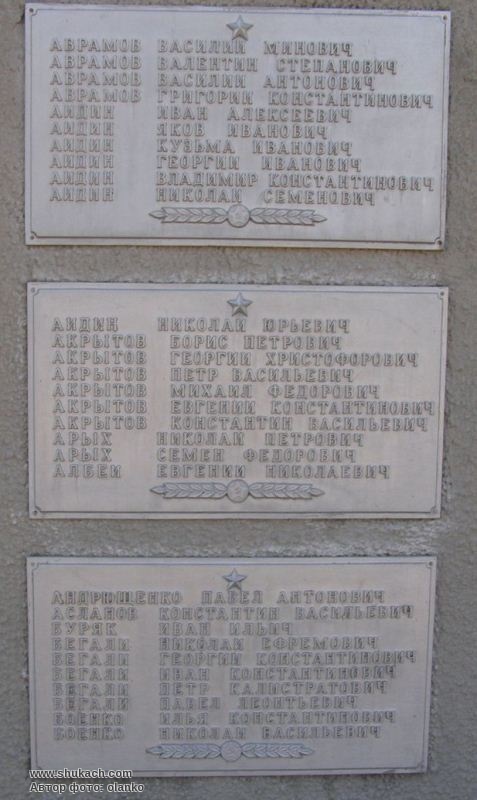 АВРАМОВ ВАСИЛИЙ МИНОВИЧ
АВРАМОВ ВАЛЕНТИН СТЕПАНОВИЧ
АВРАМОВ ВАСИЛИЙ АНТОНОВИЧ
АВРАМОВ ГРИГОРИЙ КОНСТАНТИНОВИЧ
АЙДИН ИВАН АЛЕКСЕЕВИЧ
АЙДИН ЯКОВ ИВАНОВИЧ
АЙДИН КУЗЬМА ИВАНОВИЧ
АЙДИН ГЕОРГИЙ ИВАНОВИЧ
АЙДИН ВЛАДИМИР КОНСТАНТИНОВИЧ
АЙДИН НИКОЛАЙ СЕМЕНОВИЧ
АЙДИН НИКОЛАЙ ЮРЬЕВИЧ
АКРЫТОВ БОРИС ПЕТРОВИЧ
АКРЫТОВ ГЕОРГИЙ ХРИСТОФОРОВИЧ
АКРЫТОВ ПЕТР ВАСИЛЬЕВИЧ
АКРЫТОВ МИХАИЛ ФЕДОРОВИЧ
АКРЫТОВ ЕВГЕНИЙ КОНСТАНТИНОВИЧ
АКРЫТОВ КОНСТАНТИН ВАСИЛЬЕВИЧ
АРЫХ НИКОЛАЙ ПЕТРОВИЧ
АРЫХ СЕМЕН ФЕДОРОВИЧ
АЛБЕЙ ЕВГЕНИЙ НИКОЛАЕВИЧ
АНДРЮЩЕНКО ПАВЕЛ АНТОНОВИЧ
АСЛАНОВ КОНСТАНТИН ВАСИЛЬЕВИЧ
БУРЯК ИВАН ИЛЬИЧ
БЕГАЛИ НИКОЛАЙ ЕФРЕМОВИЧ
БЕГАЛИ ГЕОРГИЙ КОНСТАНТИНОВИЧ
БЕГАЛИ ИВАН КОНСТАНТИНОВИЧ
БЕГАЛИ ПЕТР КАЛИСТРАТОВИЧ
БЕГАЛИ ПАВЕЛ ЛЕОНТЬЕВИЧ
БОЕНКО ИЛЬЯ КОНСТАНТИНОВИЧ
БОЕНКО НИКОЛАЙ ВАСИЛЬЕВИЧ
www.shukach.com
Автор фото: olanko